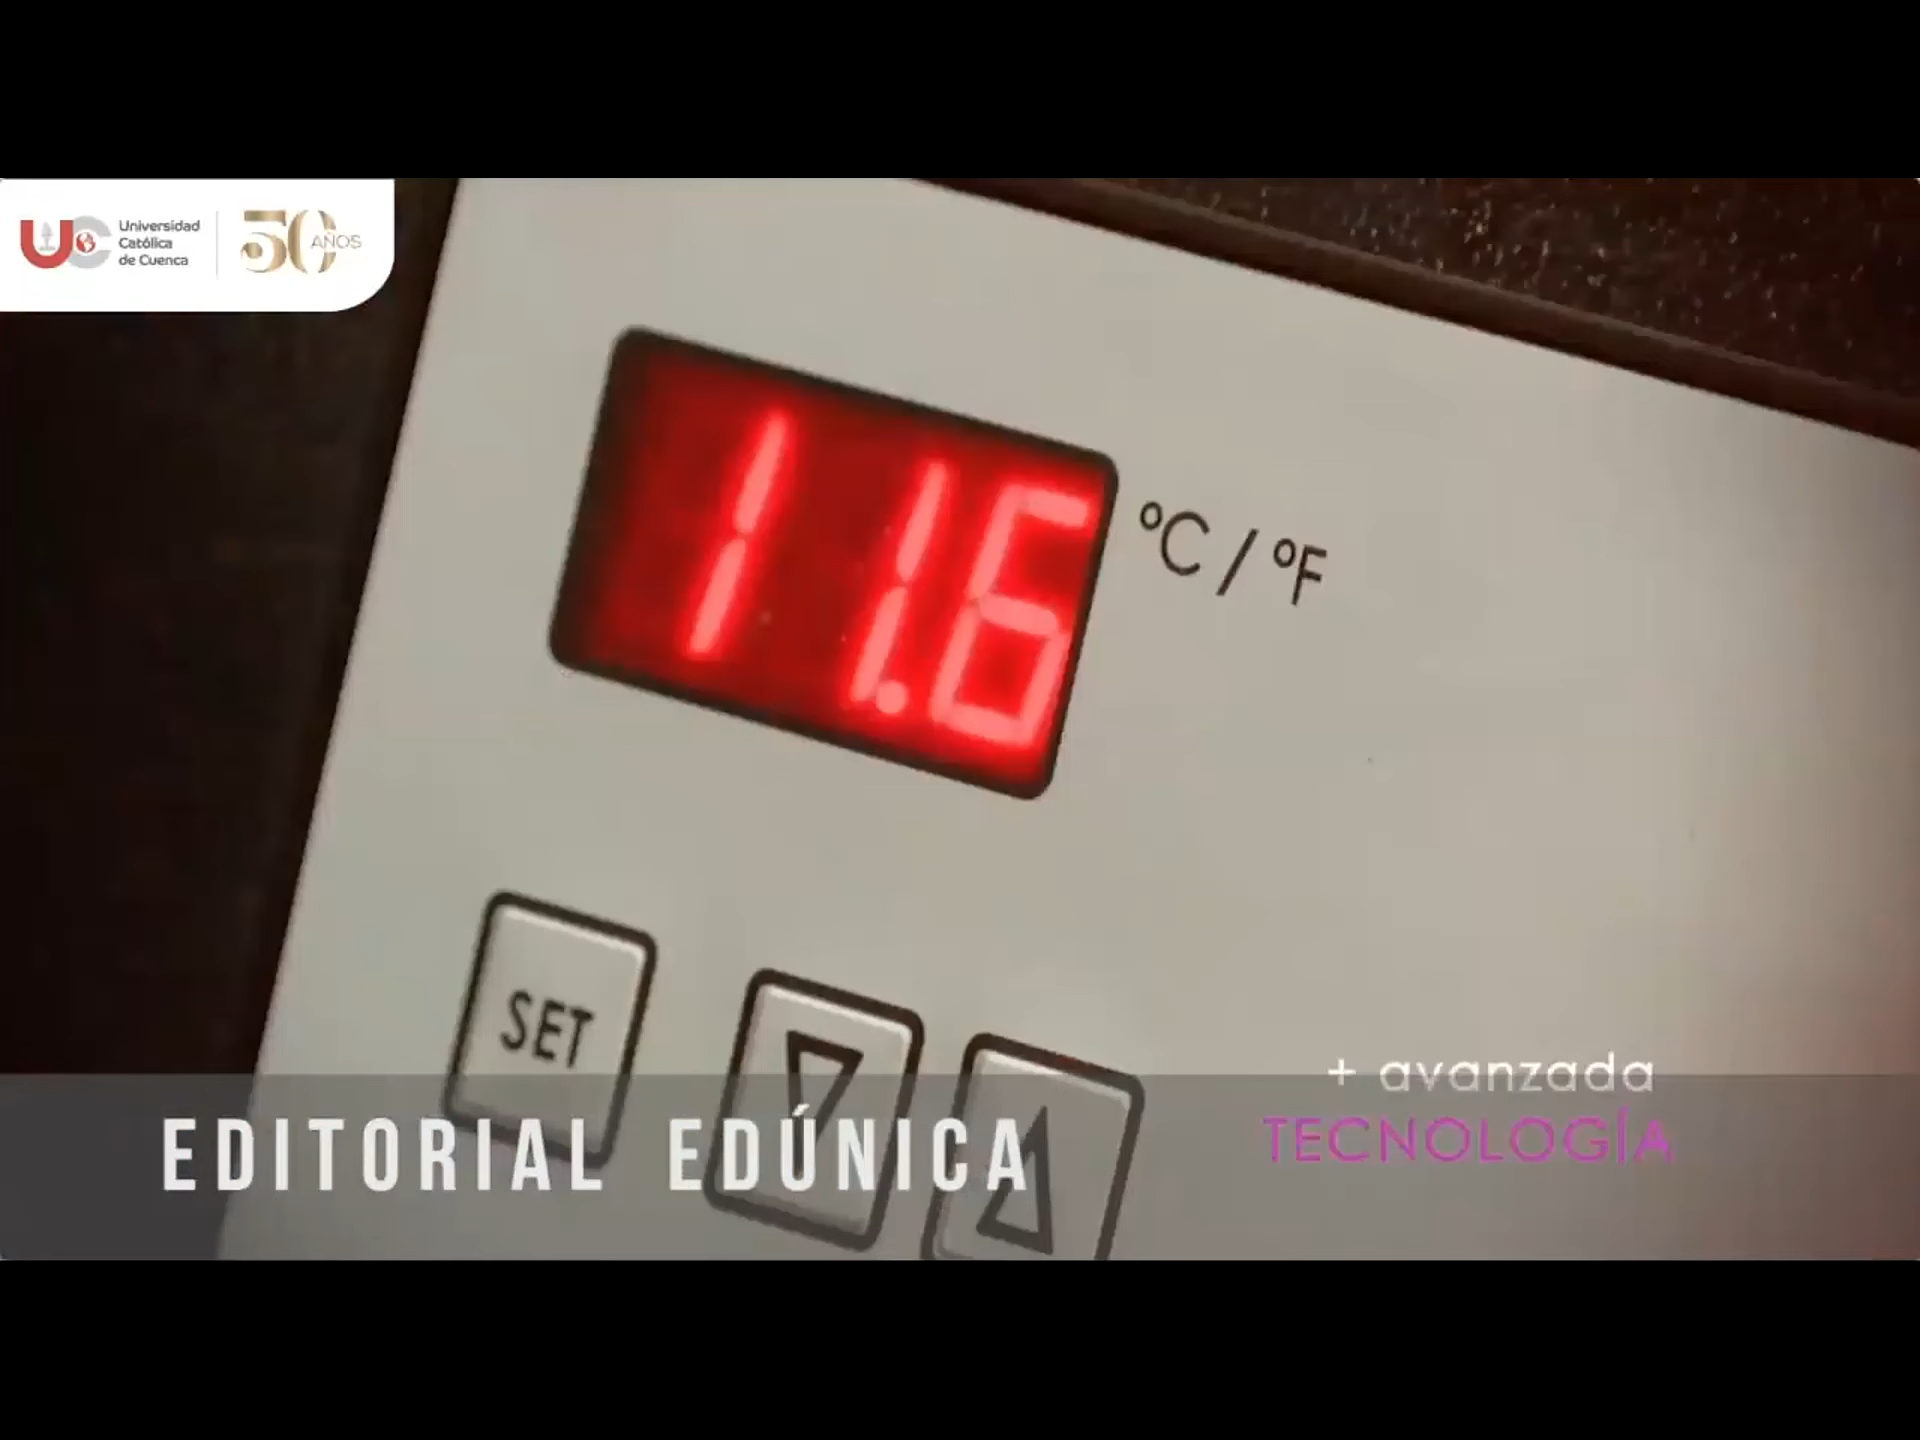 Universidad
Católica
de Cuenca
50 AÑOS
11.6
°C / °F
SET
+ avanzada
TECNOLOGÍA
EDITORIAL EDÚNICA